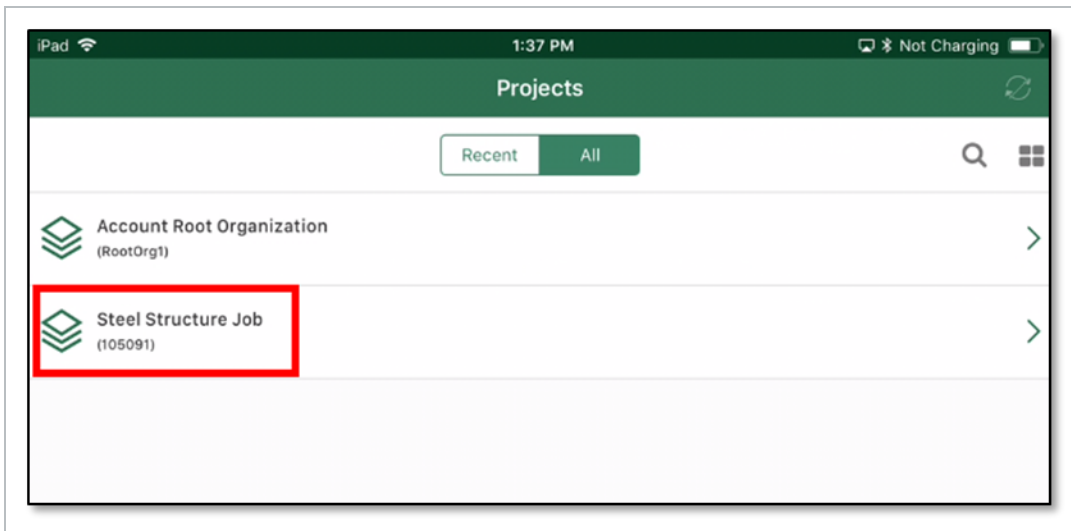 iPad 1:37 PM Not Charging
Projects
Recent All
Account Root Organization
(RootOrg1)
Steel Structure Job
(105091)